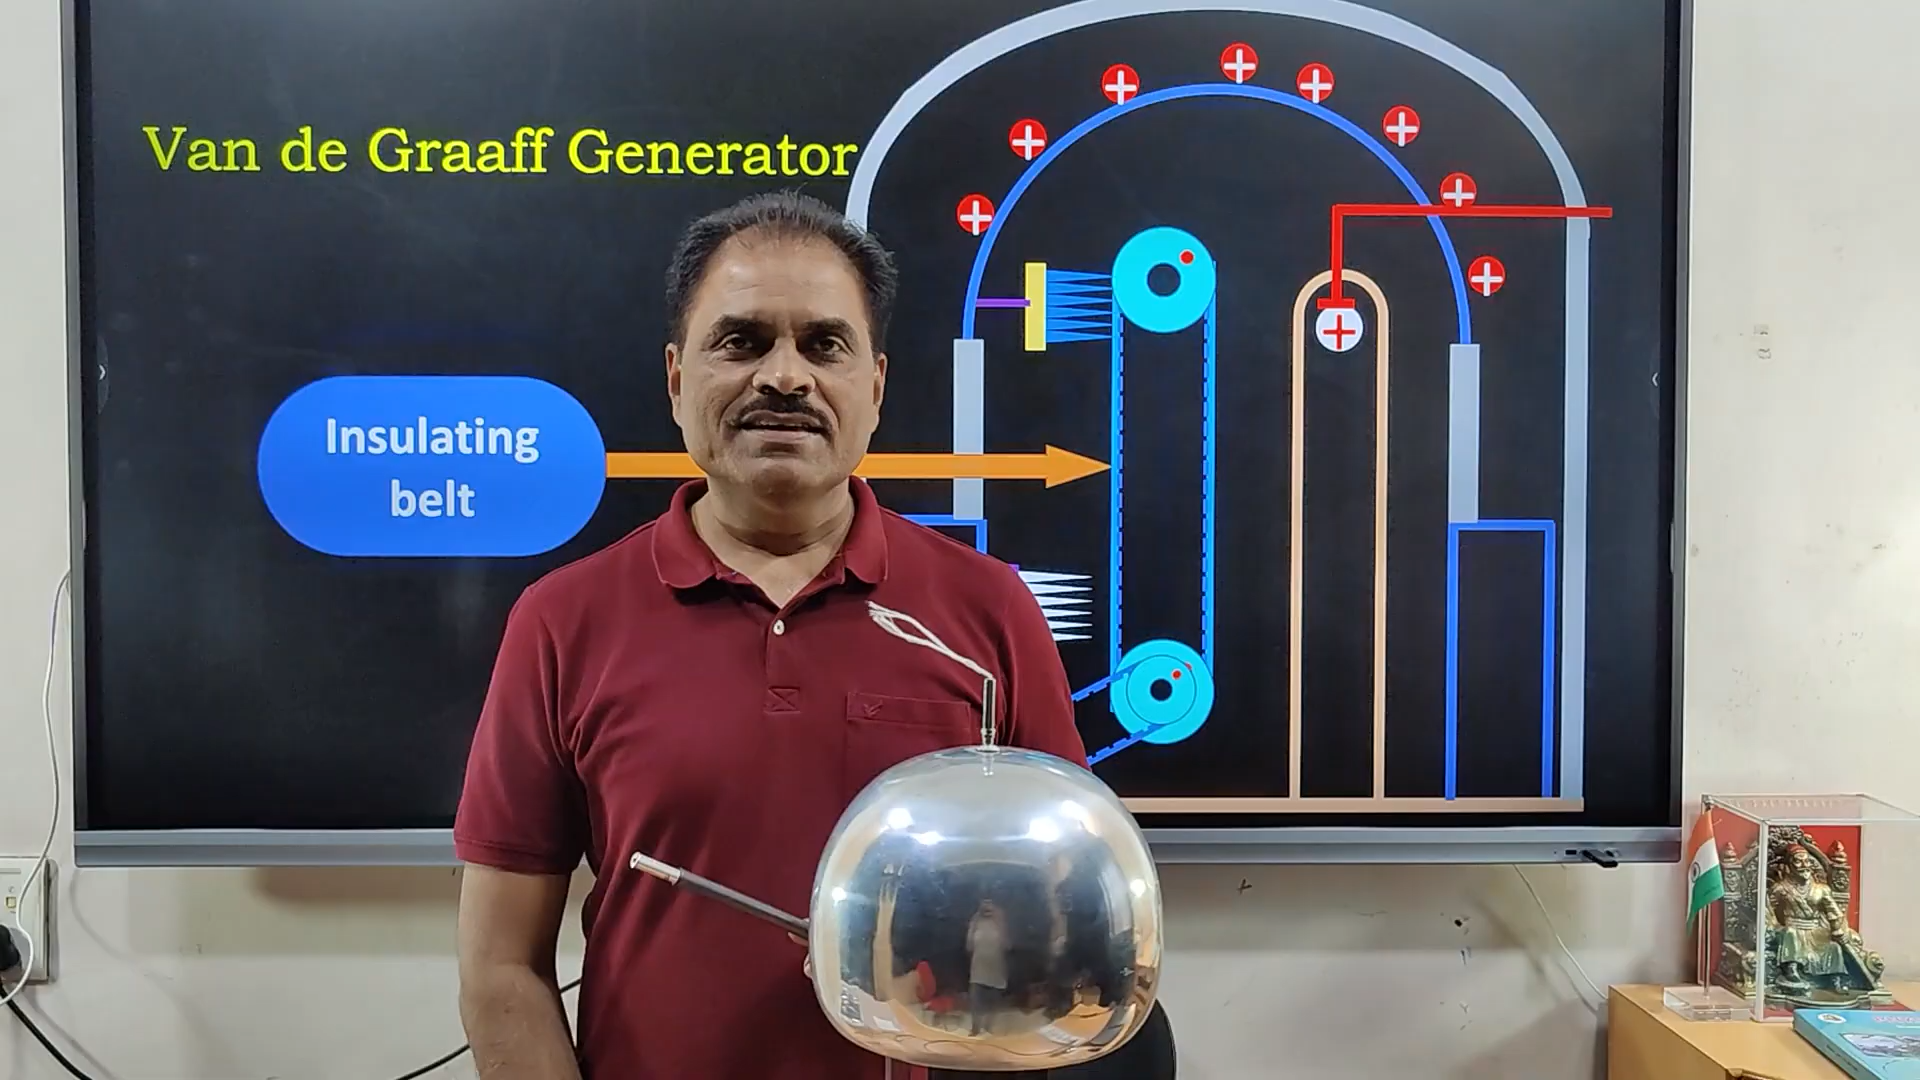 Van de Graaff Generator
Insulating
belt